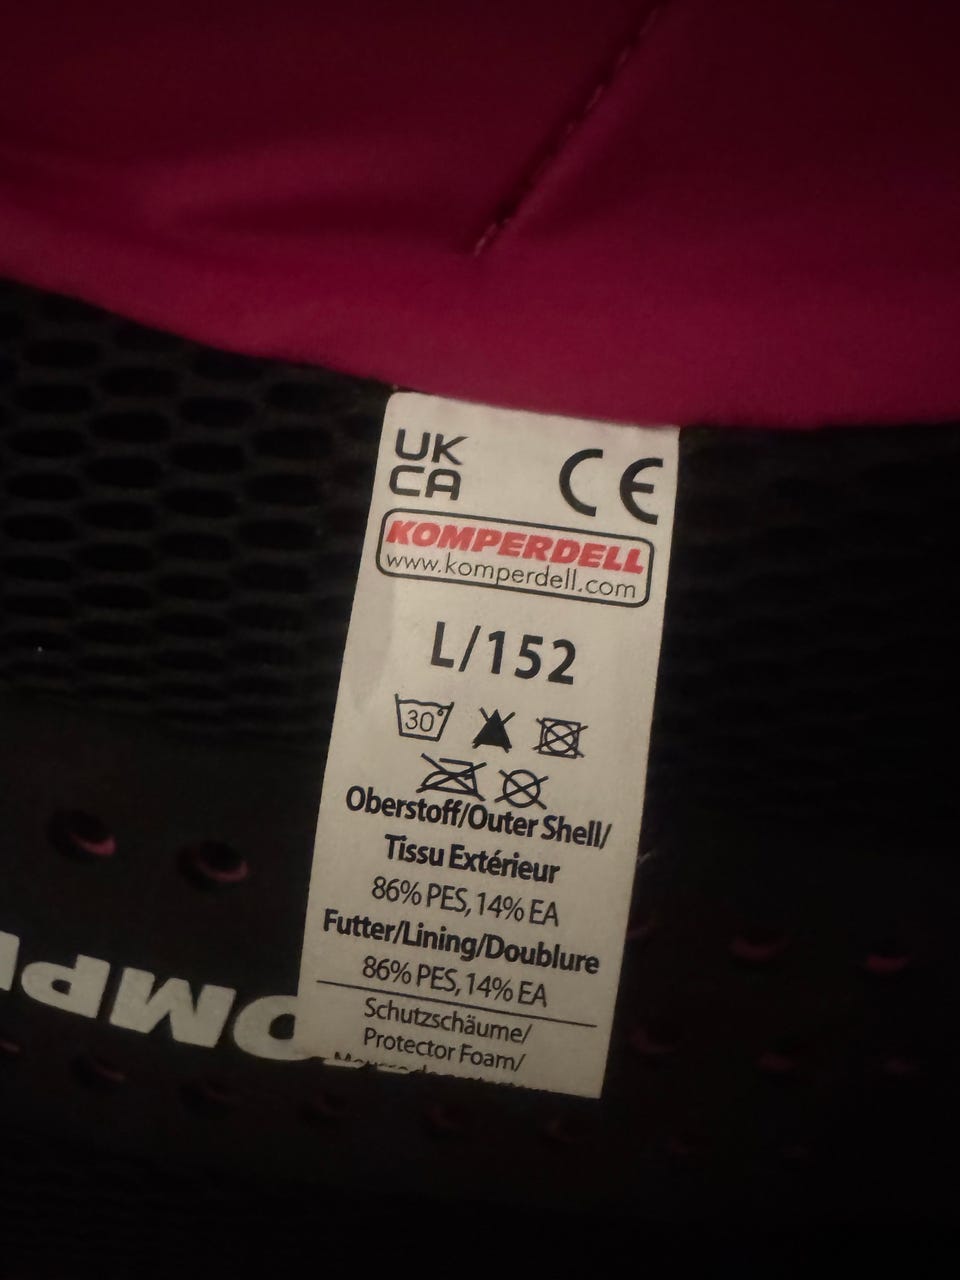 UK
CA
CE
KOMPERDELL
www.komperdell.com
L/152
30°
Oberstoff/Outer Shell/
Tissu Extérieur
86% PES, 14% EA
Futter/Lining/Doublure
86% PES, 14% EA
Schutzschäume/
Protector Foam/
OMP